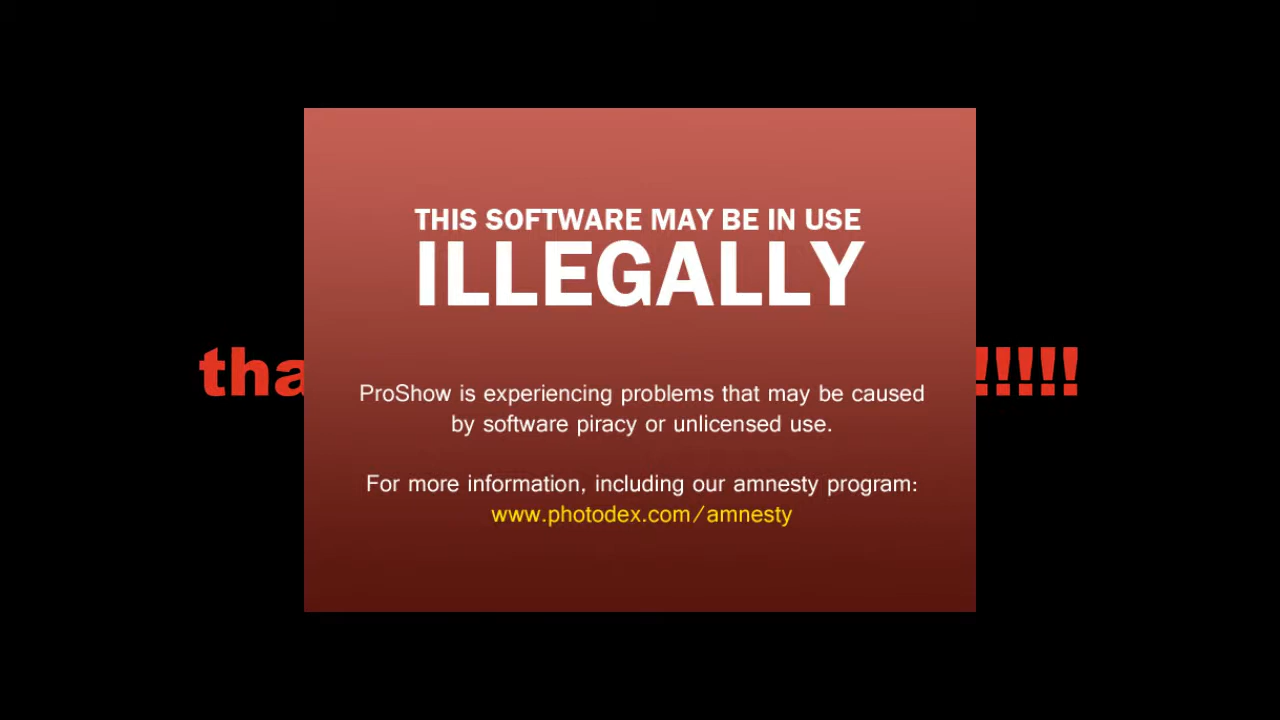 THIS SOFTWARE MAY BE IN USE
ILLEGALLY
tha !!!!!
ProShow is experiencing problems that may be caused
by software piracy or unlicensed use.
For more information, including our amnesty program:
www.photodex.com/amnesty